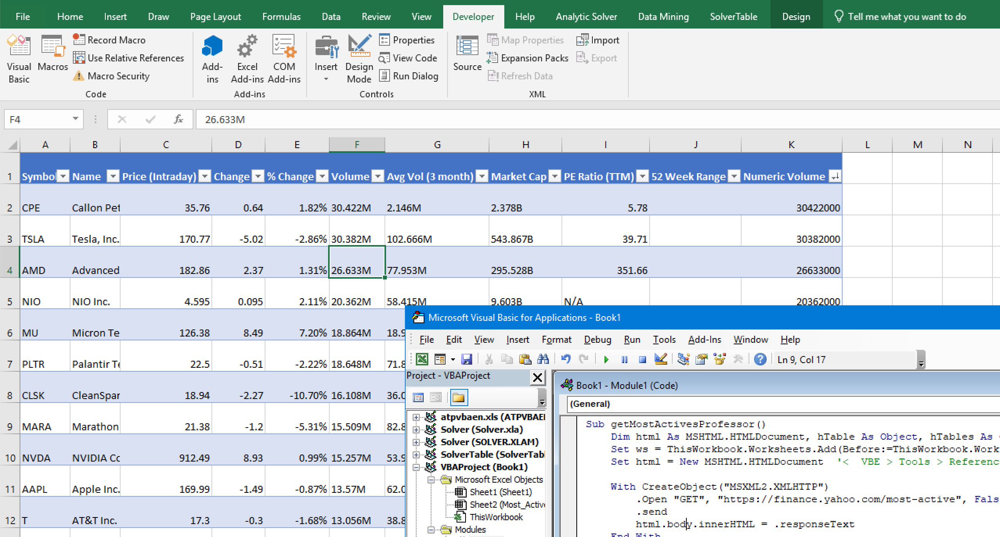 File Home Insert Draw Page Layout Formulas Data Review View Developer Help Analytic Solver Data Mining SolverTable Design Tell me what you want to do
Visual Basic
Macros
Record Macro
Use Relative References
Macro Security
Code
Add-ins
Excel Add-ins
COM Add-ins
Add-ins
Insert
Design Mode
Properties
View Code
Run Dialog
Controls
Source
Map Properties
Expansion Packs
Refresh Data
Import
Export
XML
F4 fx 26.633M
A B C D E F G H I J K L M N
1 Symbol Name Price (Intraday) Change % Change Volume Avg Vol (3 month) Market Cap PE Ratio (TTM) 52 Week Range Numeric Volume
2 CPE Callon Pet 35.76 0.64 1.82% 30.422M 2.146M 2.378B 5.78 30422000
3 TSLA Tesla, Inc. 170.77 -5.02 -2.86% 30.382M 102.666M 543.867B 39.71 30382000
4 AMD Advanced 182.86 2.37 1.31% 26.633M 77.953M 295.528B 351.66 26633000
5 NIO NIO Inc. 4.595 0.095 2.11% 20.362M 58.415M 9.603B N/A 20362000
6 MU Micron Te 126.38 8.49 7.20% 18.864M 18.9
7 PLTR Palantir Te 22.5 -0.51 -2.22% 18.648M 71.8
8 CLSK CleanSpar 18.94 -2.27 -10.70% 16.108M 36.0
9 MARA Marathon 21.38 -1.2 -5.31% 15.509M 82.8
10 NVDA NVIDIA Co 912.49 8.93 0.99% 15.257M 53.9
11 AAPL Apple Inc. 169.99 -1.49 -0.87% 13.57M 62.0
12 T AT&T Inc. 17.3 -0.3 -1.68% 13.056M 38.8
Microsoft Visual Basic for Applications - Book1
File Edit View Insert Format Debug Run Tools Add-Ins Window Help
Ln 9, Col 17
Project - VBAProject
atpvbaen.xls (ATPVBAE
Solver (Solver.xla)
Solver (SOLVER.XLAM)
SolverTable (SolverTab
VBAProject (Book1)
Microsoft Excel Objects
Sheet1 (Sheet1)
Sheet2 (Most_Activ
ThisWorkbook
Modules
Book1 - Module1 (Code)
(General)
Sub getMostActivesProfessor()
Dim html As MSHTML.HTMLDocument, hTable As Object, hTables As
Set ws = ThisWorkbook.Worksheets.Add(Before:=ThisWorkbook.Work
Set html = New MSHTML.HTMLDocument '< VBE > Tools > Referenc
With CreateObject("MSXML2.XMLHTTP")
.Open "GET", "https://finance.yahoo.com/most-active", Fals
.send
html.body.innerHTML = .responseText
End With